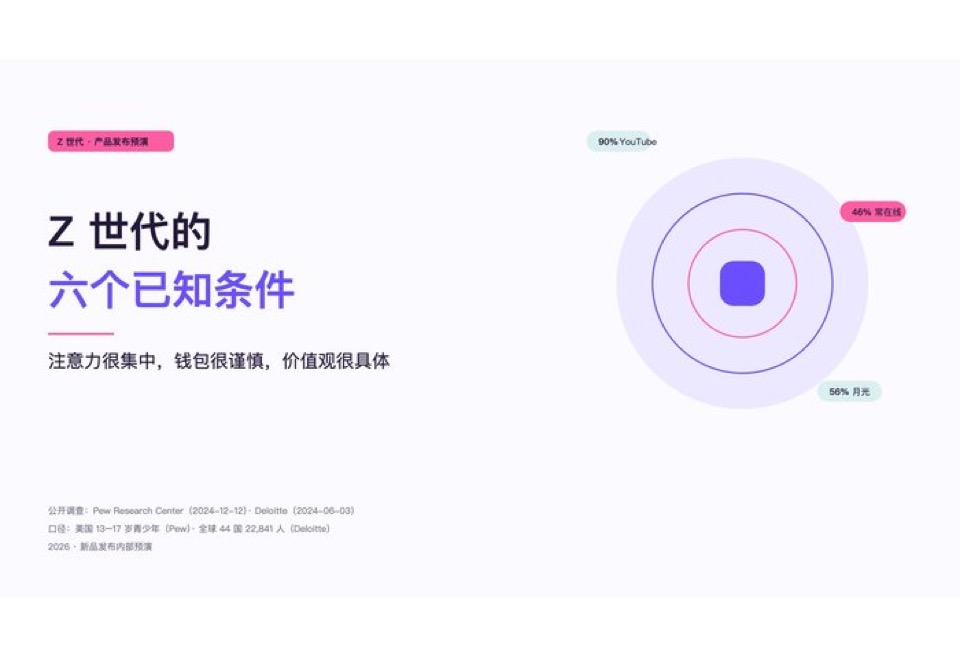 Z 世代 · 产品发布预演
Z 世代的
六个已知条件
注意力很集中，钱包很谨慎，价值观很具体
90% YouTube
46% 常在线
56% 月光
公开调查：Pew Research Center（2024-12-12）· Deloitte（2024-06-03）
口径：美国 13—17 岁青少年（Pew）· 全球 44 国 22,841 人（Deloitte）
2026 · 新品发布内部预演